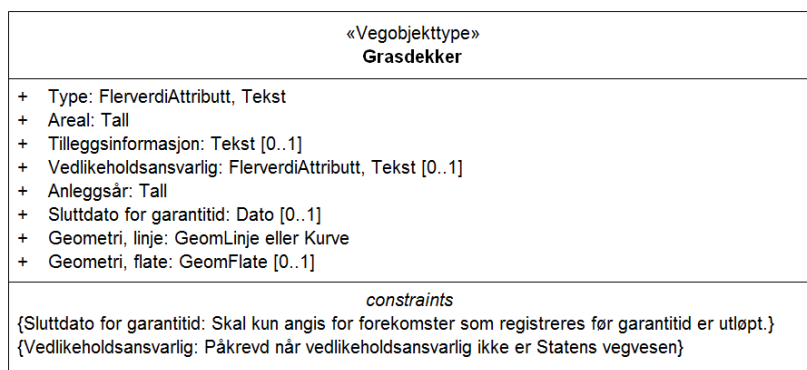 «Vegobjekttype»
Grasdekker
+ Type: FlerverdiAttributt, Tekst
+ Areal: Tall
+ Tilleggsinformasjon: Tekst [0..1]
+ Vedlikeholdsansvarlig: FlerverdiAttributt, Tekst [0..1]
+ Anleggsår: Tall
+ Sluttdato for garantitid: Dato [0..1]
+ Geometri, linje: GeomLinje eller Kurve
+ Geometri, flate: GeomFlate [0..1]
constraints
{Sluttdato for garantitid: Skal kun angis for forekomster som registreres før garantitid er utløpt.}
{Vedlikeholdsansvarlig: Påkrevd når vedlikeholdsansvarlig ikke er Statens vegvesen}